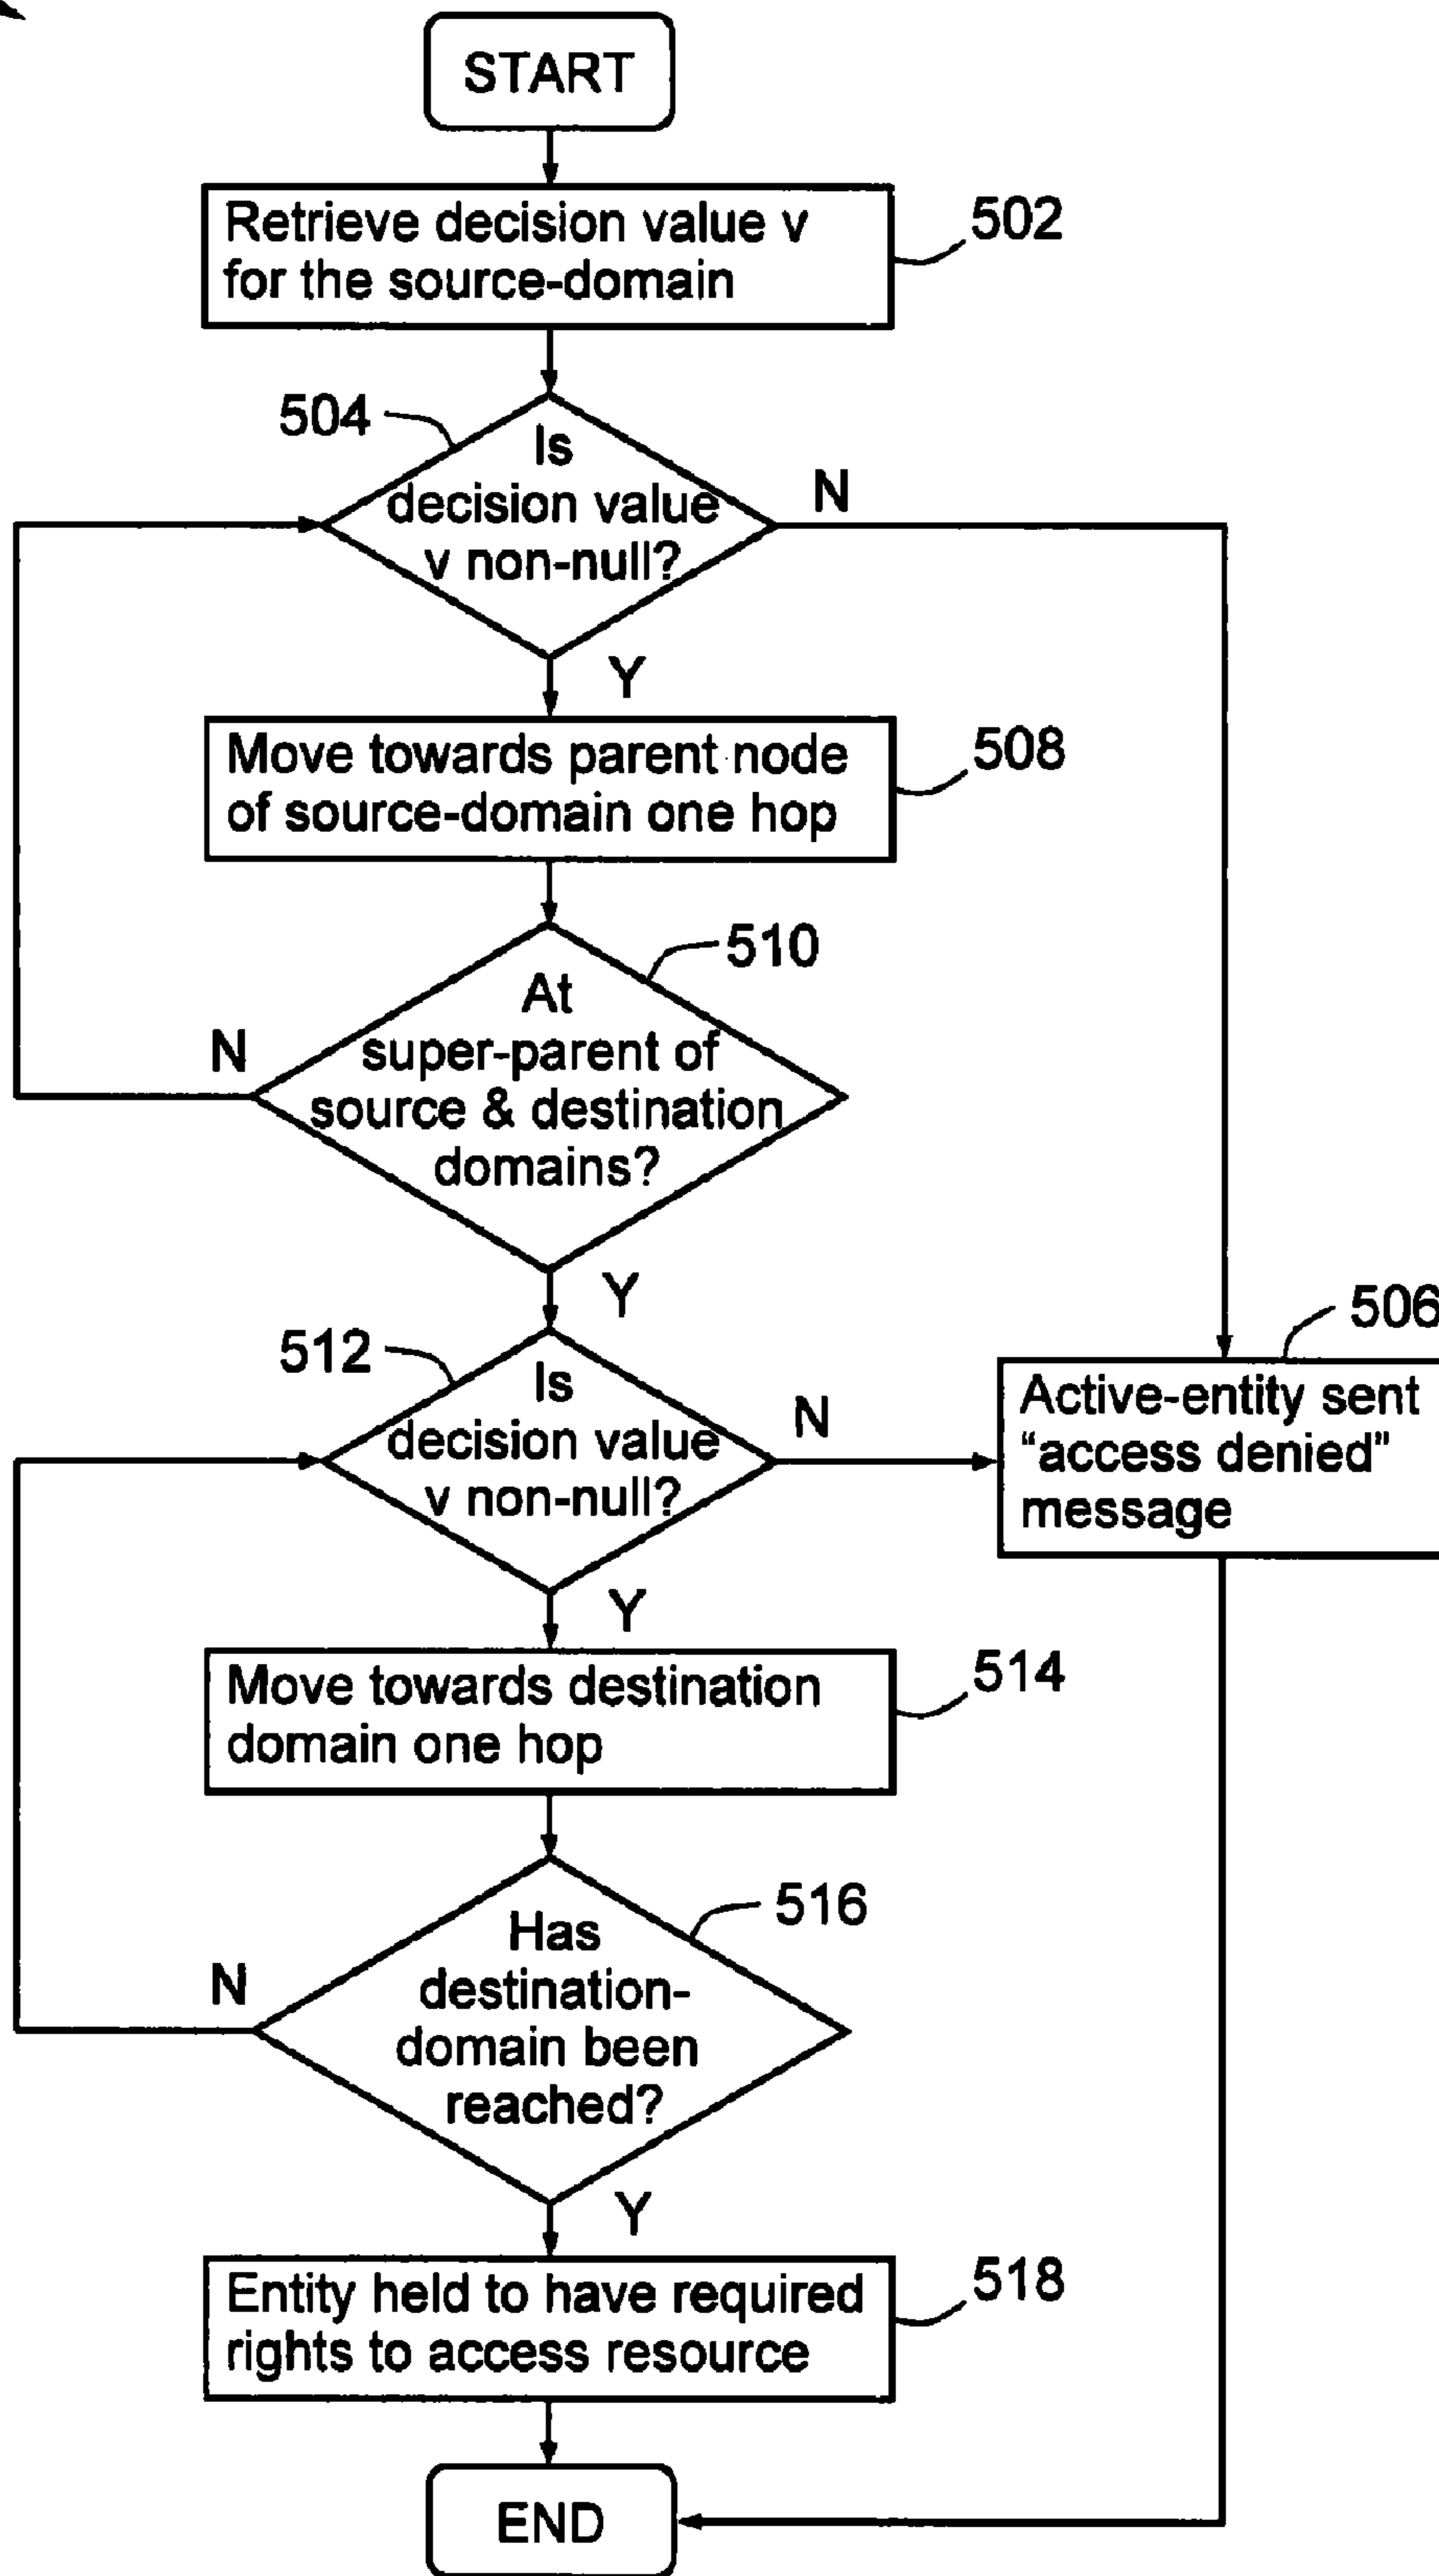 START
Retrieve decision value v
for the source-domain
502
504
Is
decision value
v non-null?
N
Y
Move towards parent node
of source-domain one hop
508
510
At
super-parent of
source & destination
domains?
N
Y
506
512
Is
decision value
v non-null?
N
Active-entity sent
“access denied”
message
Y
Move towards destination
domain one hop
514
516
Has
destination-
domain been
reached?
N
Y
Entity held to have required
rights to access resource
518
END